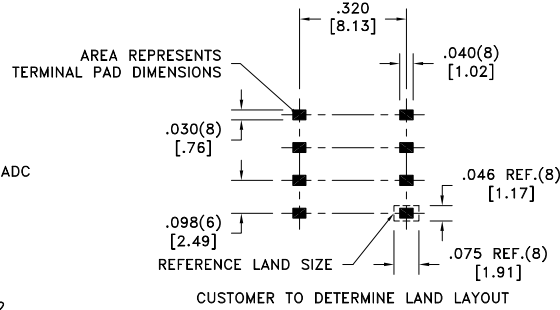 .320
[8.13]
AREA REPRESENTS
TERMINAL PAD DIMENSIONS
.040(8)
[1.02]
.030(8)
[.76]
ADC
.046 REF.(8)
[1.17]
.098(6)
[2.49]
REFERENCE LAND SIZE
.075 REF.(8)
[1.91]
CUSTOMER TO DETERMINE LAND LAYOUT